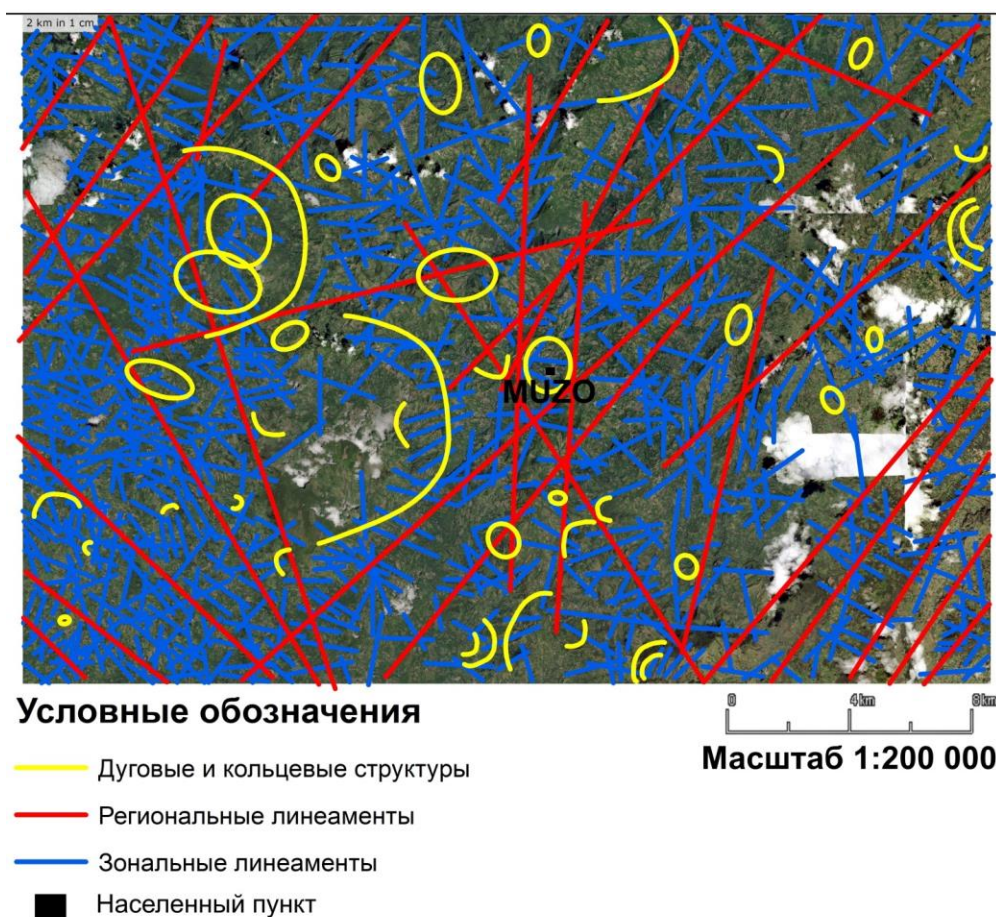 2 km in 1 cm
MUZO
Условные обозначения
Дуговые и кольцевые структуры
Региональные линеаменты
Зональные линеаменты
Населенный пункт
0 4 km 8 km
Масштаб 1:200 000